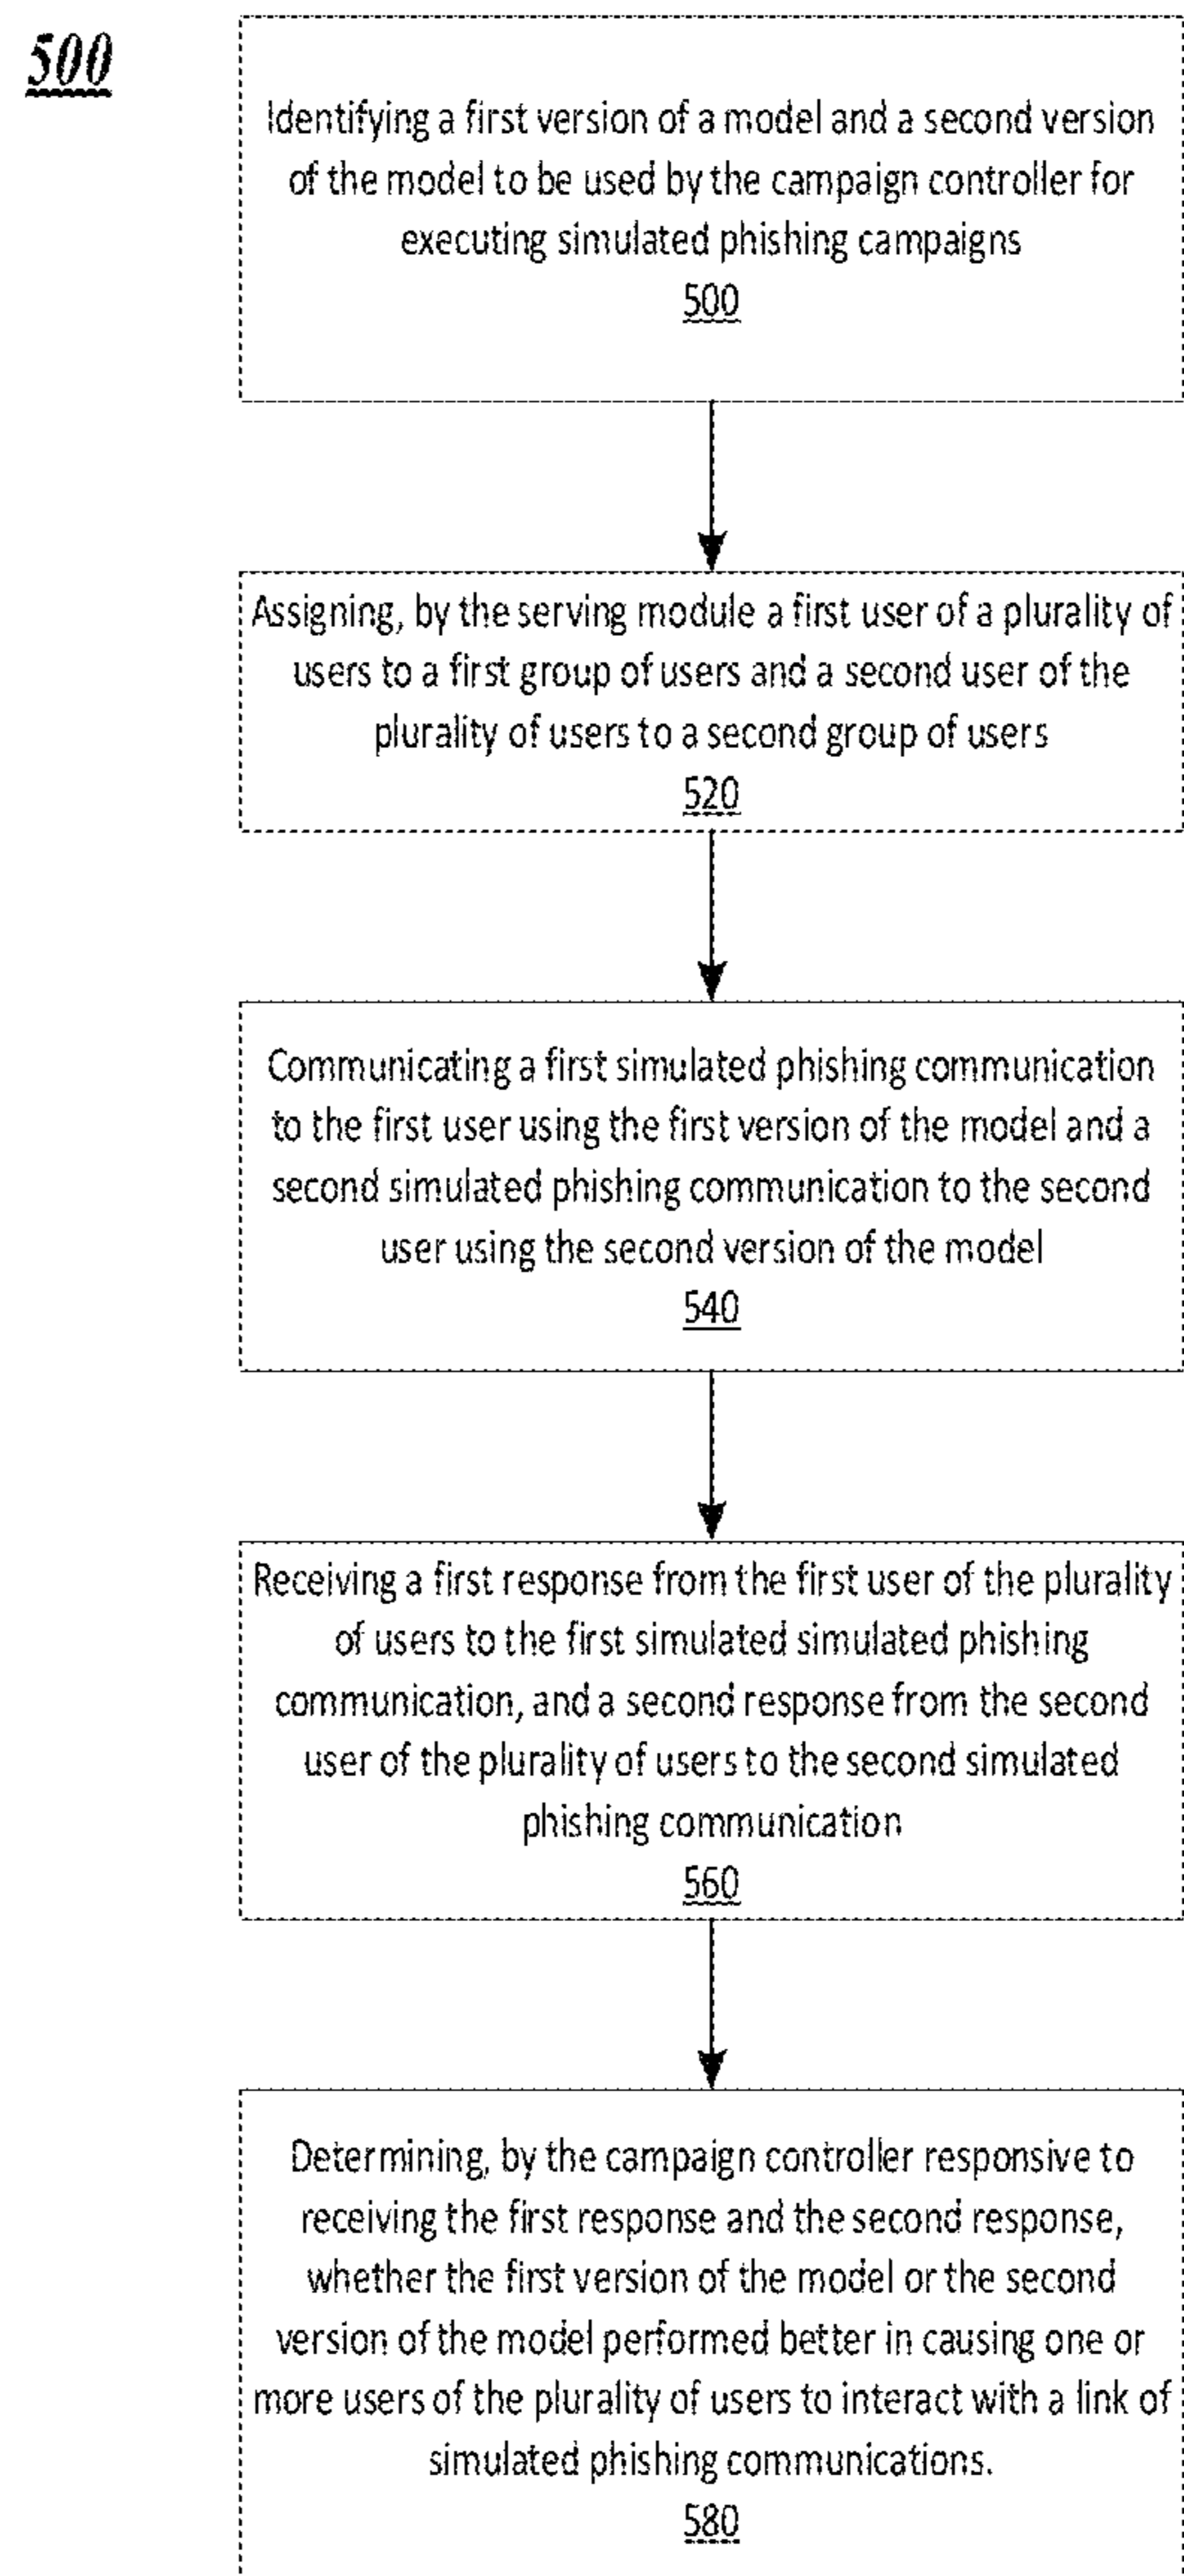 500
Identifying a first version of a model and a second version
of the model to be used by the campaign controller for
executing simulated phishing campaigns
500
Assigning, by the serving module a first user of a plurality of
users to a first group of users and a second user of the
plurality of users to a second group of users
520
Communicating a first simulated phishing communication
to the first user using the first version of the model and a
second simulated phishing communication to the second
user using the second version of the model
540
Receiving a first response from the first user of the plurality
of users to the first simulated simulated phishing
communication, and a second response from the second
user of the plurality of users to the second simulated
phishing communication
560
Determining, by the campaign controller responsive to
receiving the first response and the second response,
whether the first version of the model or the second
version of the model performed better in causing one or
more users of the plurality of users to interact with a link of
simulated phishing communications.
580